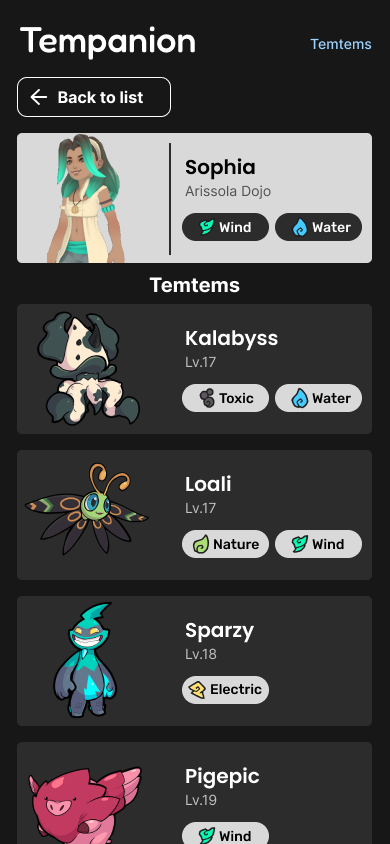 Tempanion
Temtems
Back to list
Sophia
Arissola Dojo
Wind
Water
Temtems
Kalabyss
Lv.17
Toxic
Water
Loali
Lv.17
Nature
Wind
Sparzy
Lv.18
Electric
Pigepic
Lv.19
Wind